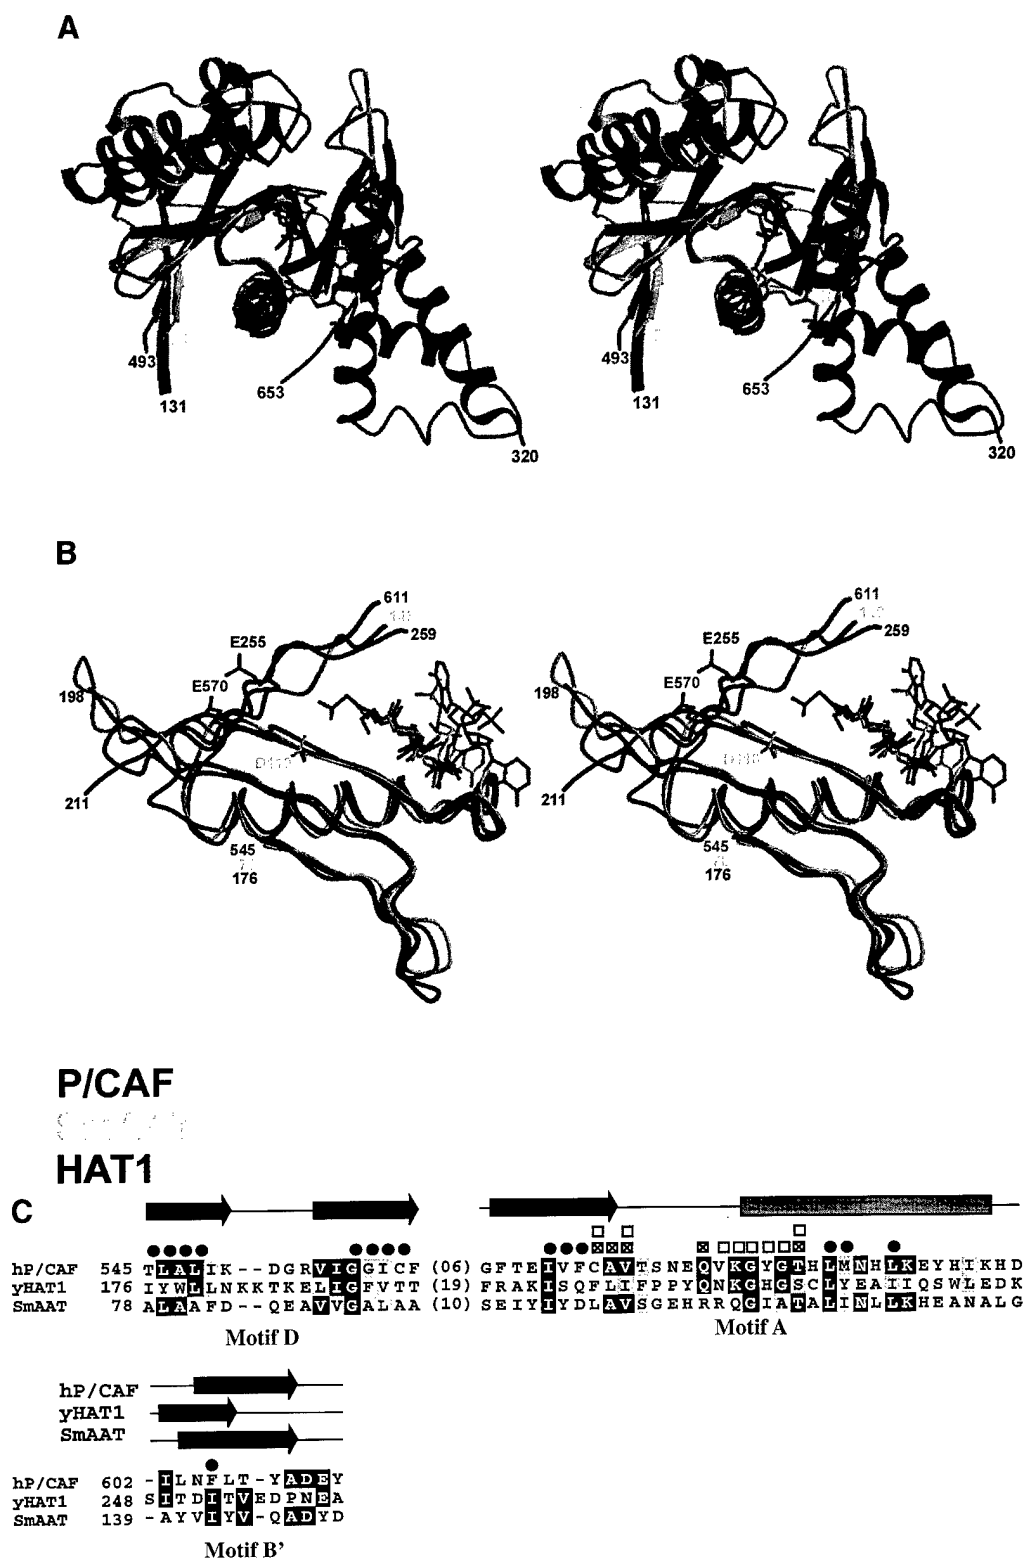 A
493
131
653
320
493
131
653
320
B
611
259
E255
E570
198
211
545
176
611
259
E255
E570
198
211
545
176
P/CAF
HAT1
C
hP/CAF 545 TLALIK--DGRVIGGICF (06) GFTEIVFCAVTSNEQVKGYGTHLMNHLKEYHIKHD
yHAT1 176 IYWLLNKKTKELIGFVTT (19) FRAKISQFLIFPPYQNKGHGSCLYEAIIQSWLEDK
SmAAT 78 ALAAFD--QEAVVGALAA (10) SEIYIYDLAVSGEHRRQGIATALINLLKHEANALG
Motif D
Motif A
hP/CAF
yHAT1
SmAAT
hP/CAF 602 -ILNFLT-YADEY
yHAT1 248 SITDITVEDPNEA
SmAAT 139 -AYVIYV-QADYD
Motif B’